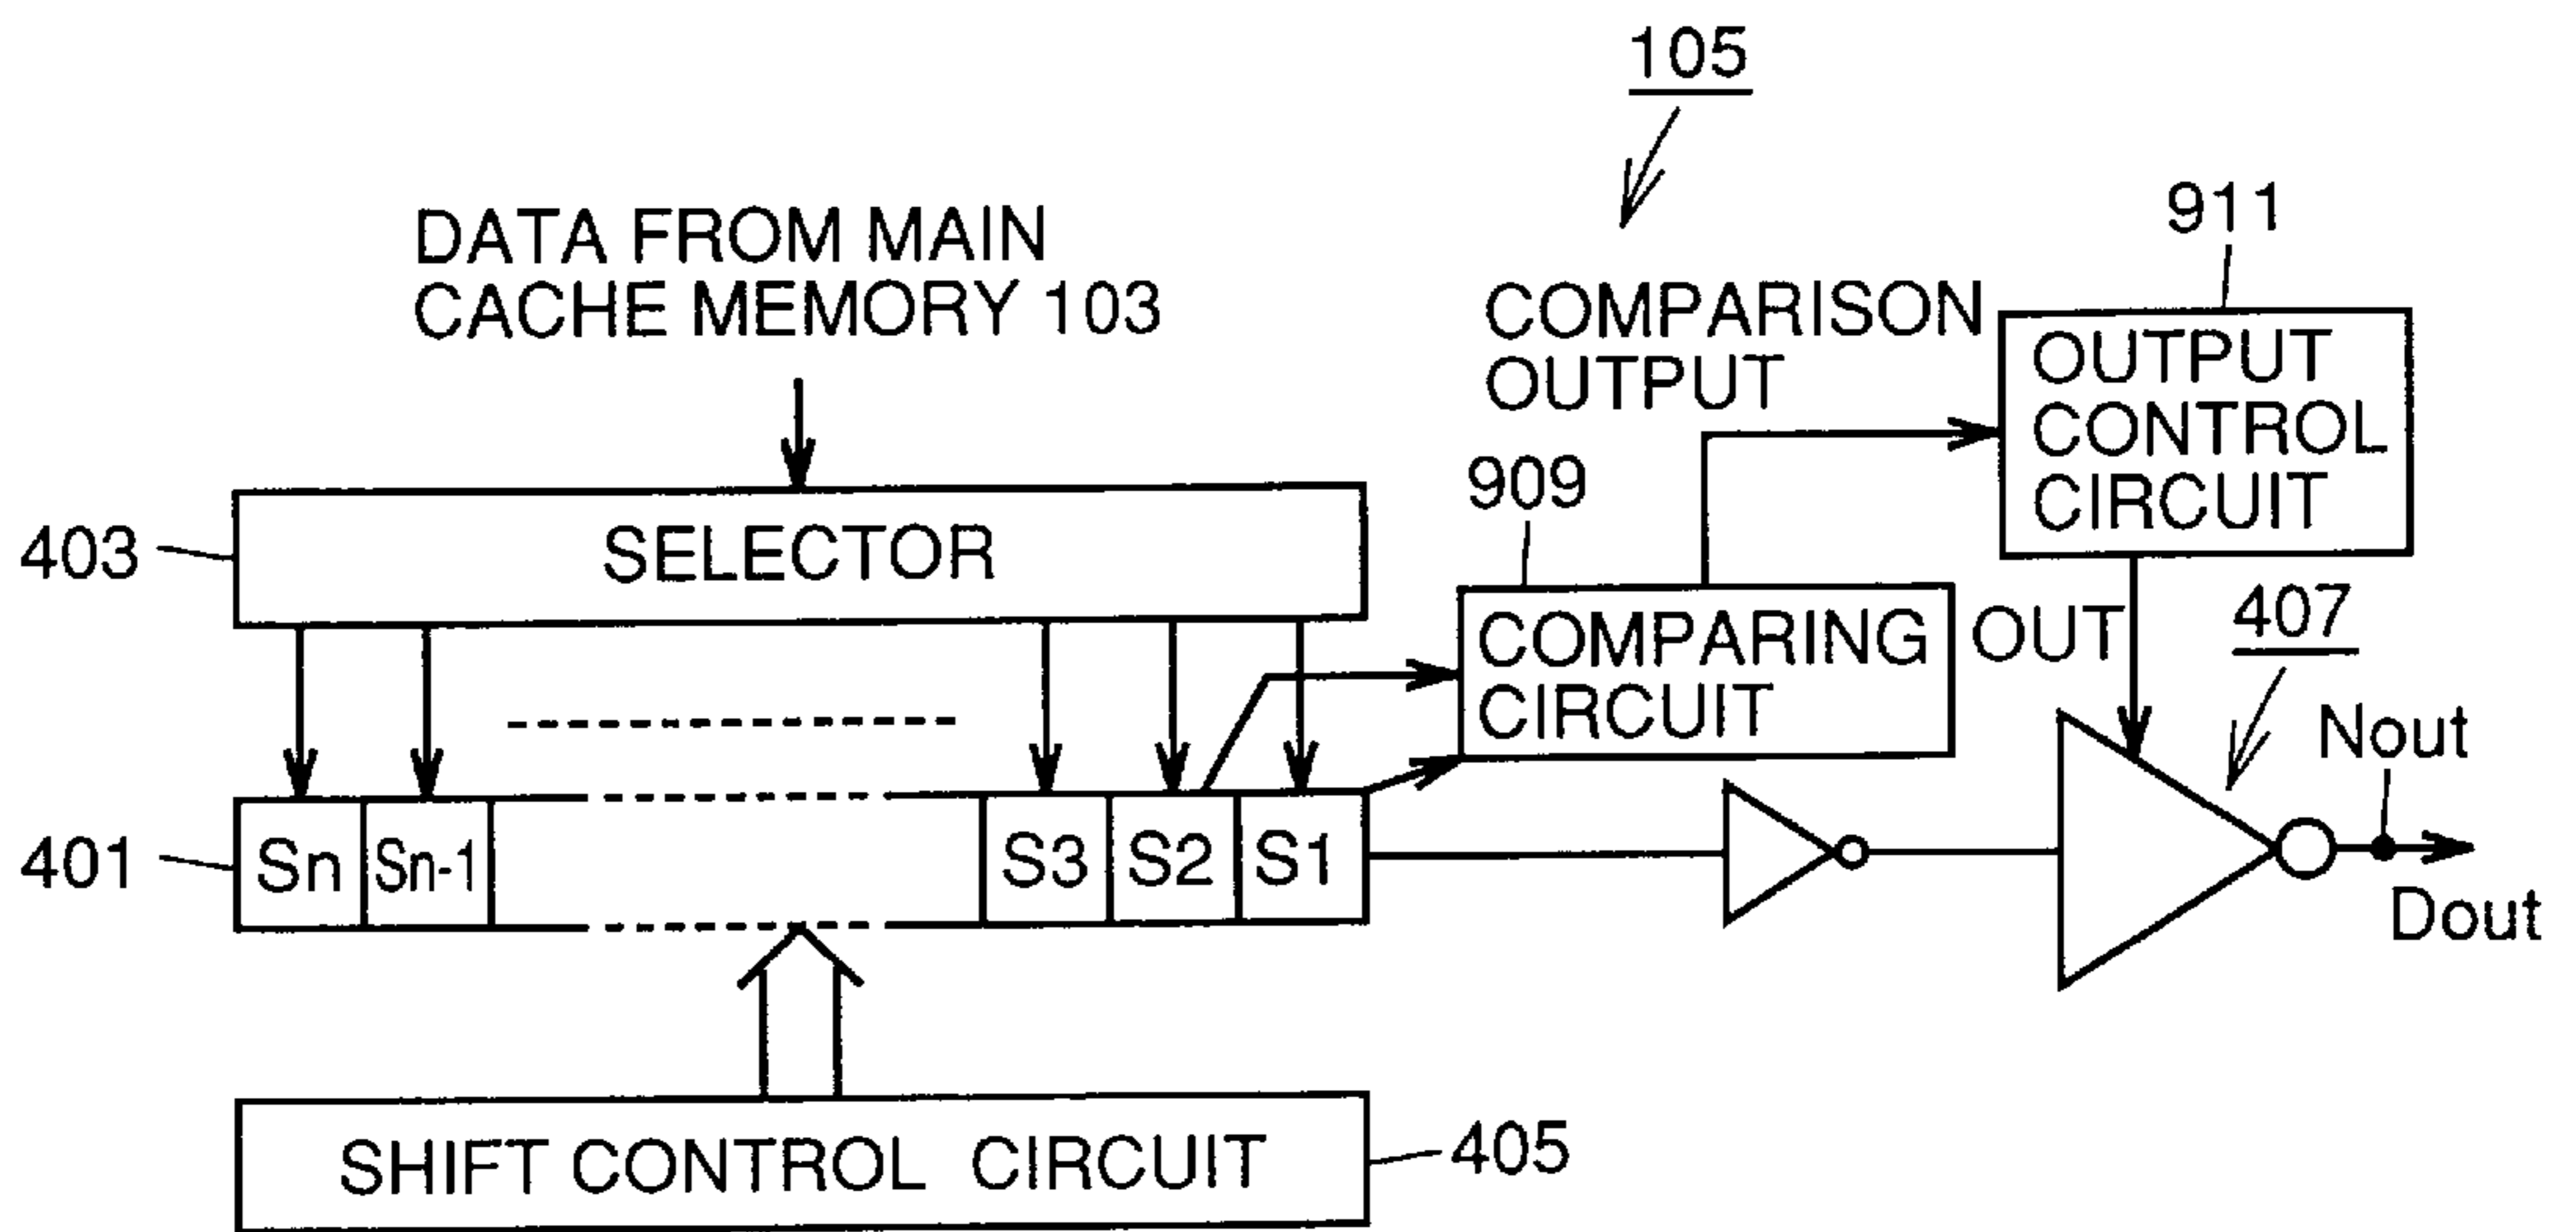 105
911
DATA FROM MAIN
CACHE MEMORY 103
COMPARISON
OUTPUT
OUTPUT
CONTROL
CIRCUIT
909
403
SELECTOR
COMPARING
CIRCUIT
OUT
407
Nout
401
Sn
Sn-1
S3
S2
S1
Dout
SHIFT CONTROL CIRCUIT
405